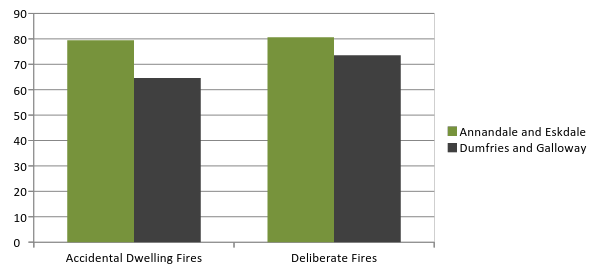 90
80
70
60
50
40
30
20
10
0
Accidental Dwelling Fires
Deliberate Fires
Annandale and Eskdale
Dumfries and Galloway